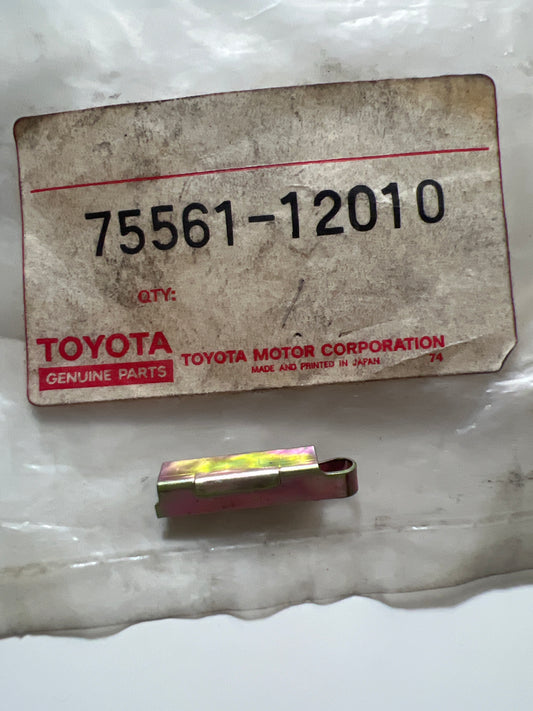 75561-12010
QTY:
TOYOTA
GENUINE PARTS
TOYOTA MOTOR CORPORATION
MADE AND PRINTED IN JAPAN 74